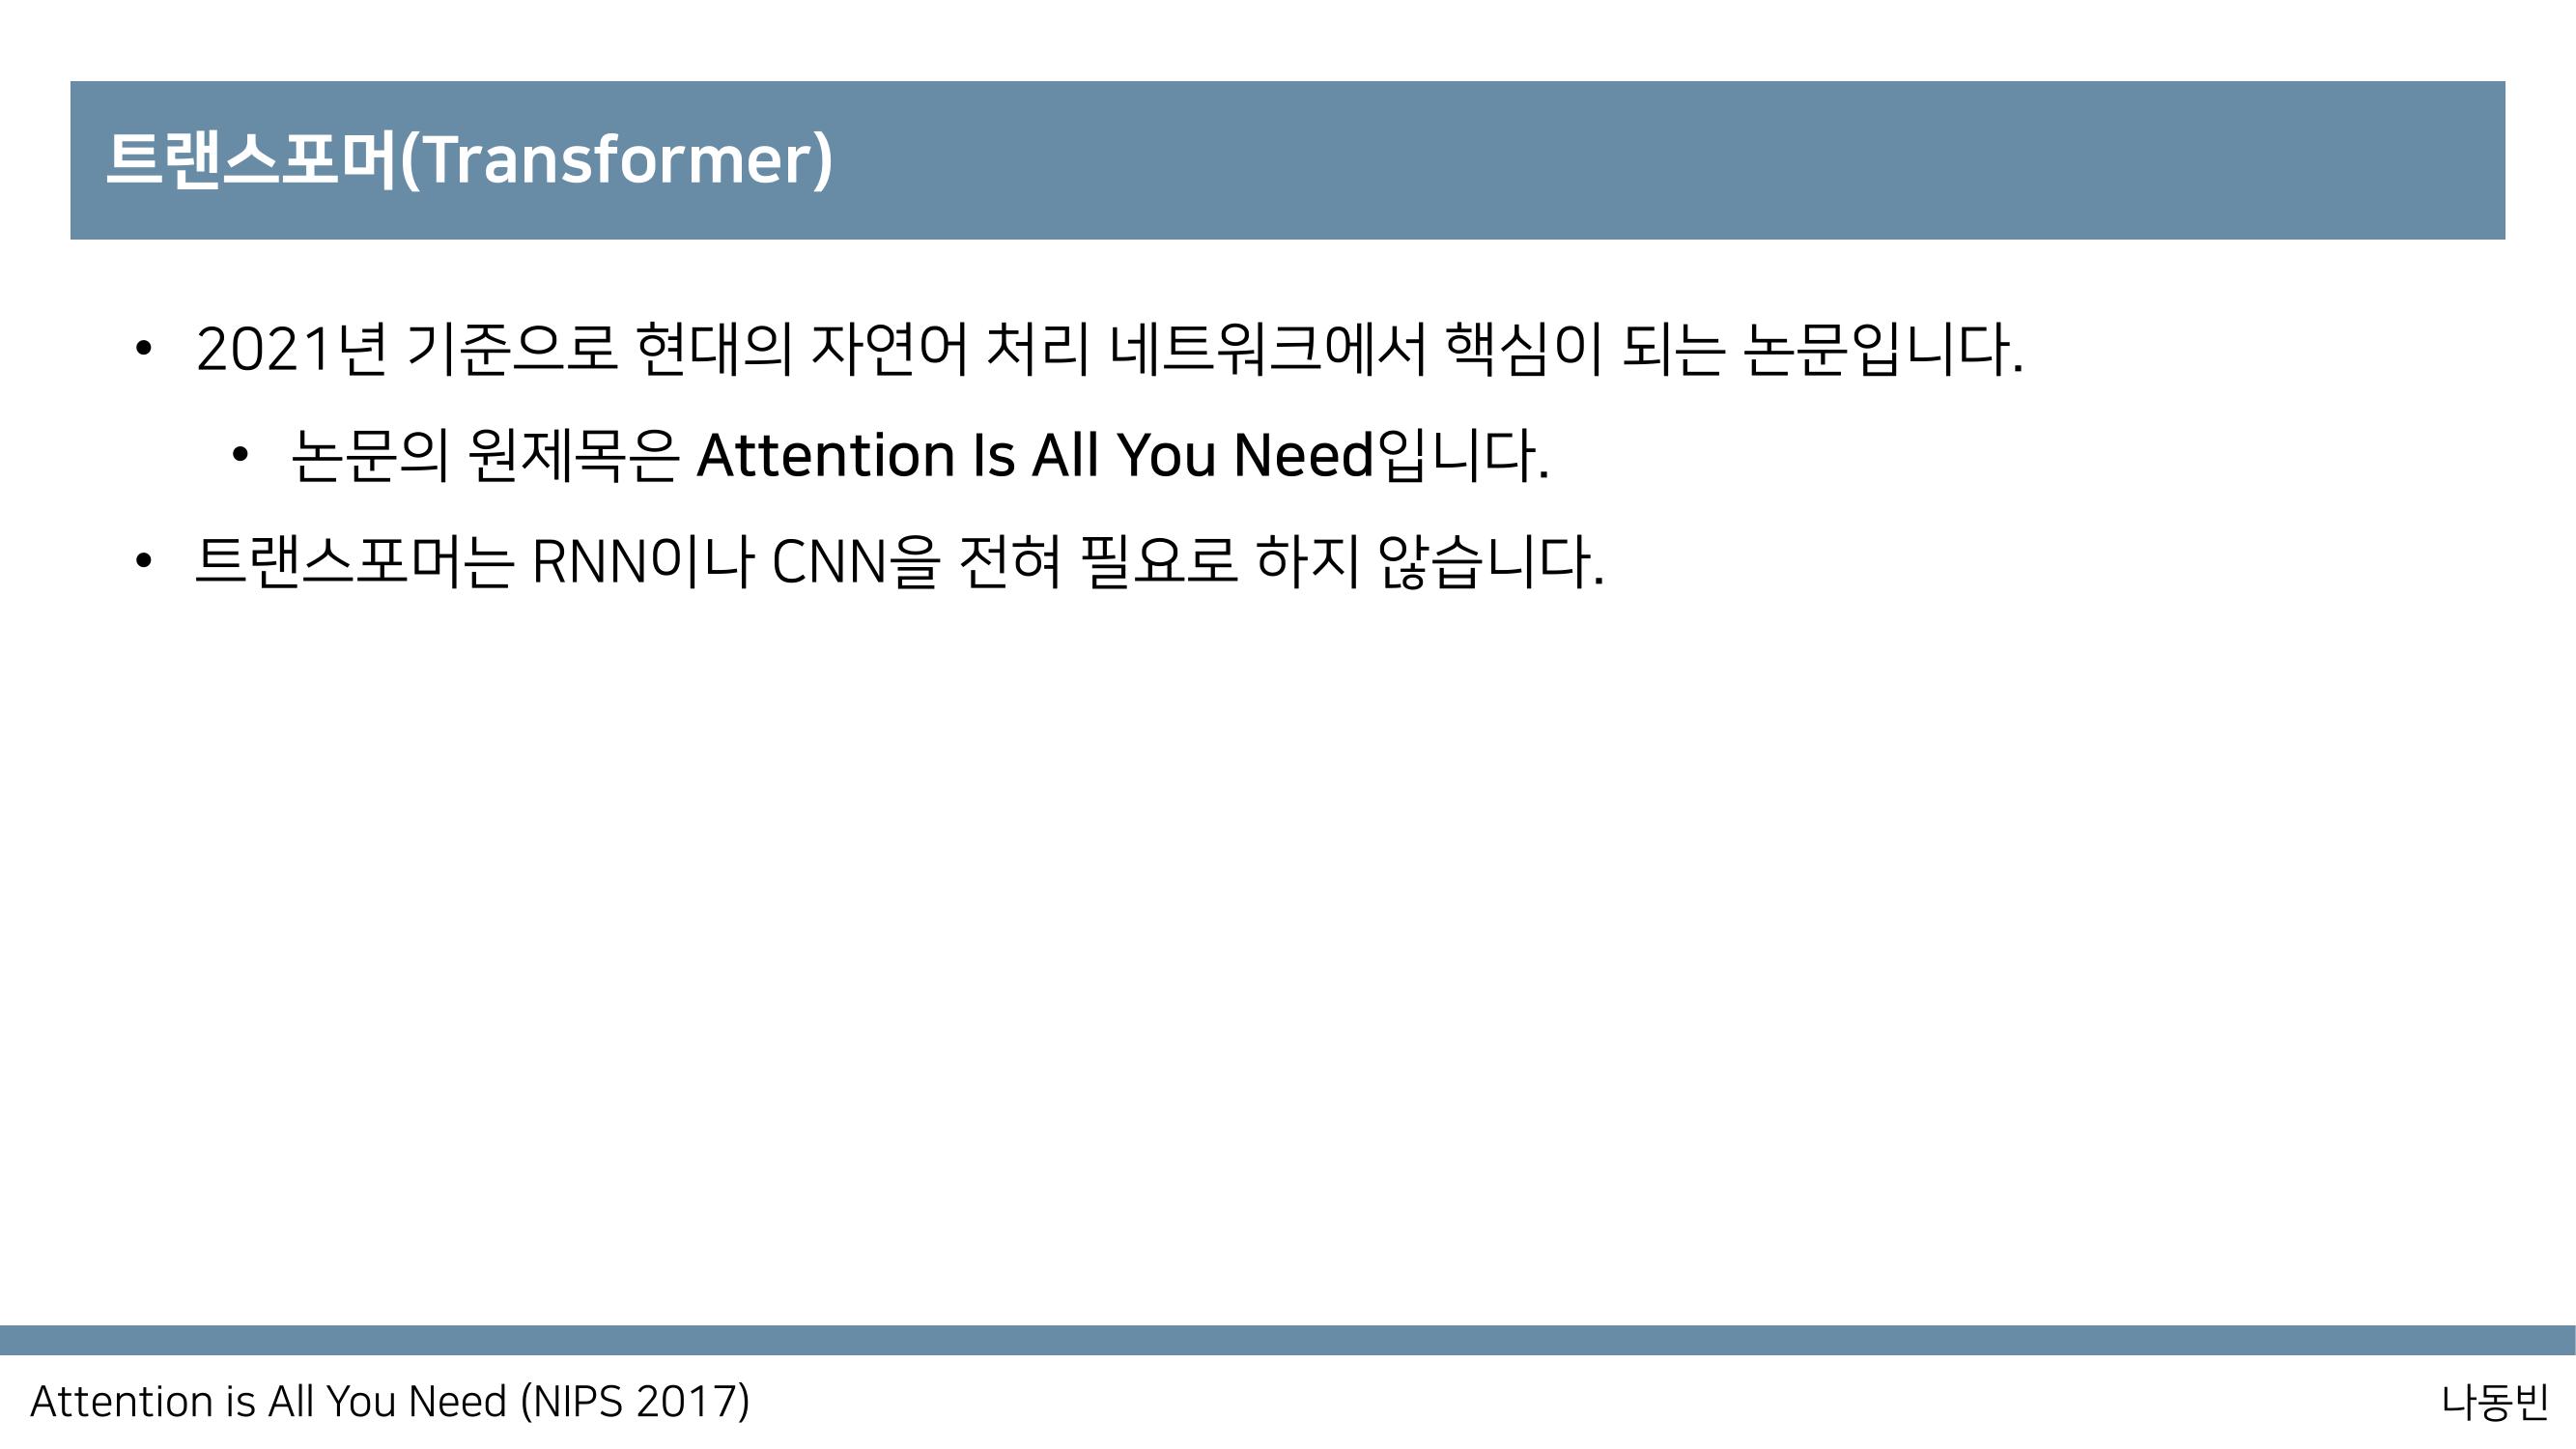 트랜스포머(Transformer)
• 2021년 기준으로 현대의 자연어 처리 네트워크에서 핵심이 되는 논문입니다.
• 논문의 원제목은 Attention Is All You Need입니다.
• 트랜스포머는 RNN이나 CNN을 전혀 필요로 하지 않습니다.
Attention is All You Need (NIPS 2017)
나동빈